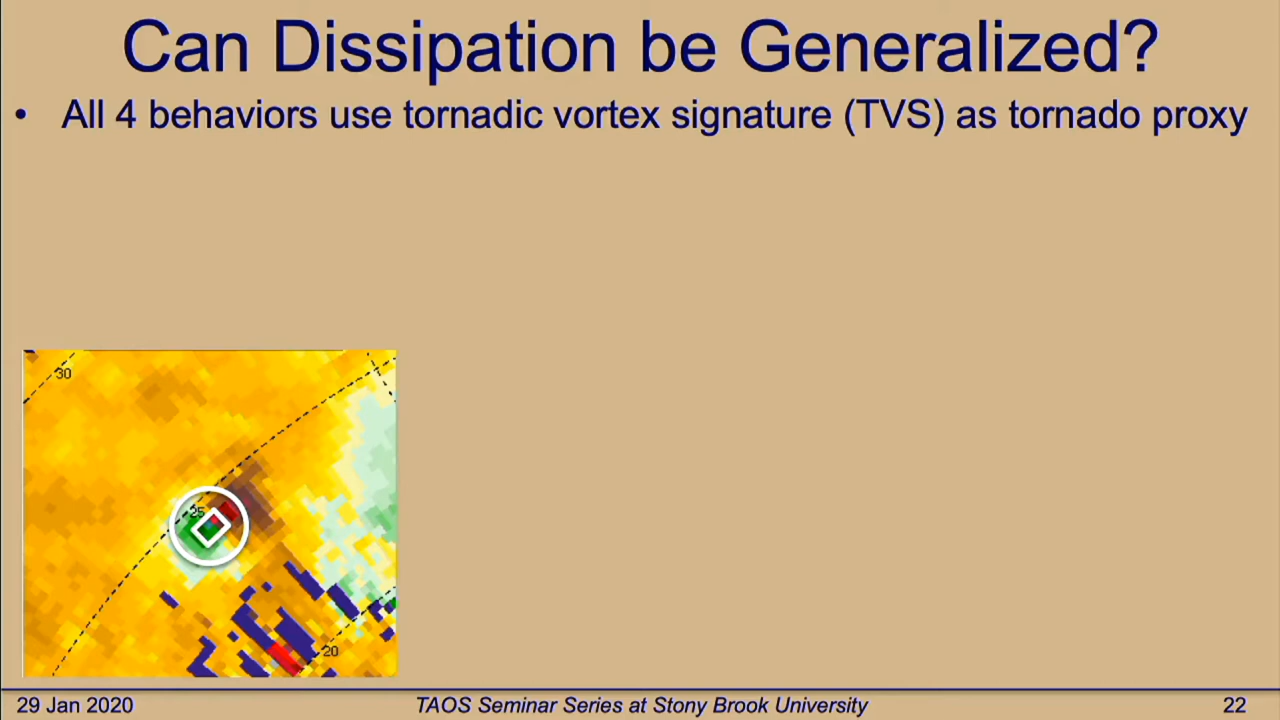 Can Dissipation be Generalized?
• All 4 behaviors use tornadic vortex signature (TVS) as tornado proxy
30
25
20
29 Jan 2020 TAOS Seminar Series at Stony Brook University 22